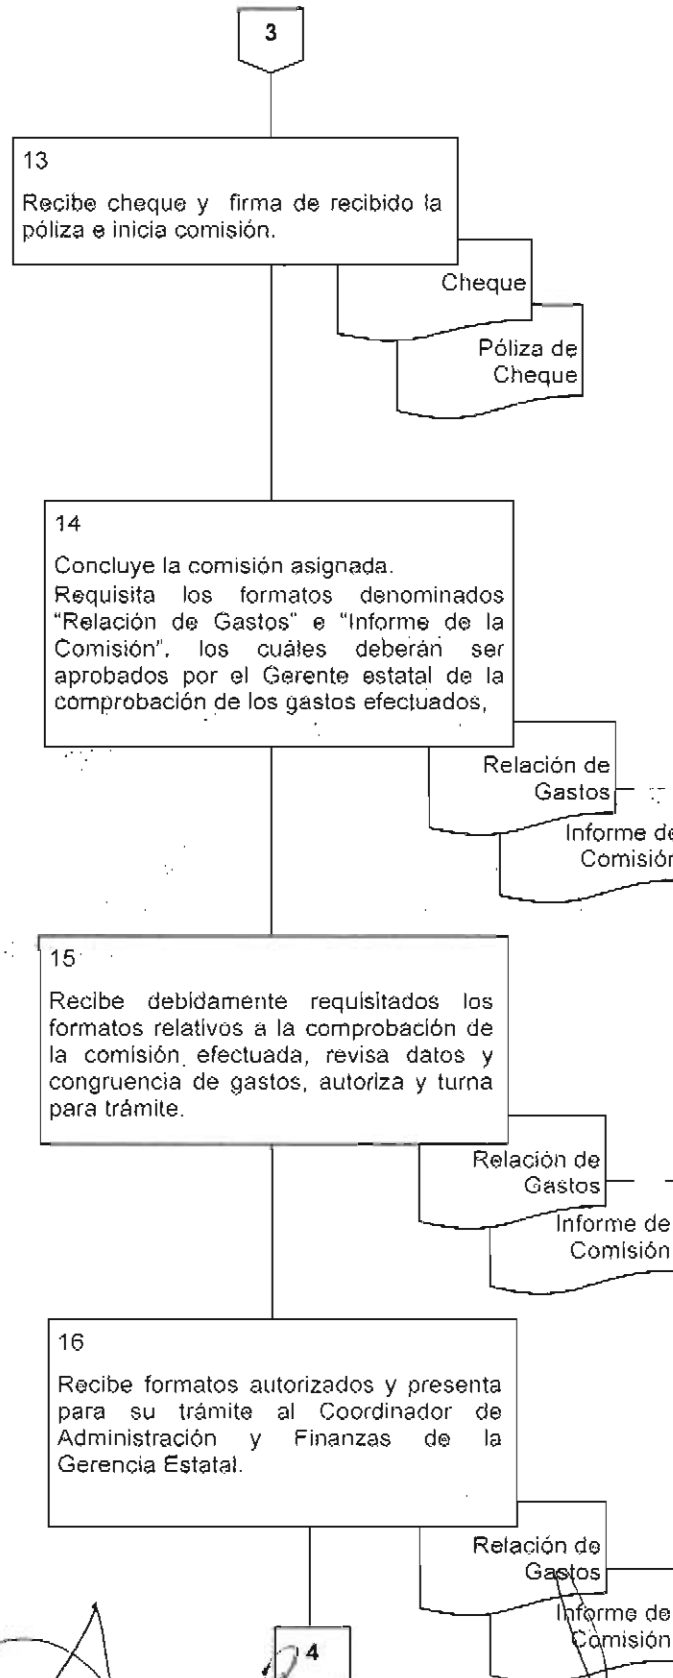 3
13
Recibe cheque y firma de recibido la
póliza e inicia comisión.
Cheque
Póliza de
Cheque
14
Concluye la comisión asignada.
Requisita los formatos denominados
"Relación de Gastos" e "Informe de la
Comisión", los cuáles deberán ser
aprobados por el Gerente estatal de la
comprobación de los gastos efectuados,
Relación de
Gastos
Informe de
Comisión
15
Recibe debidamente requisitados los
formatos relativos a la comprobación de
la comisión efectuada, revisa datos y
congruencia de gastos, autoriza y turna
para trámite.
Relación de
Gastos
Informe de
Comisión
16
Recibe formatos autorizados y presenta
para su trámite al Coordinador de
Administración y Finanzas de la
Gerencia Estatal.
Relación de
Gastos
Informe de
Comisión
4